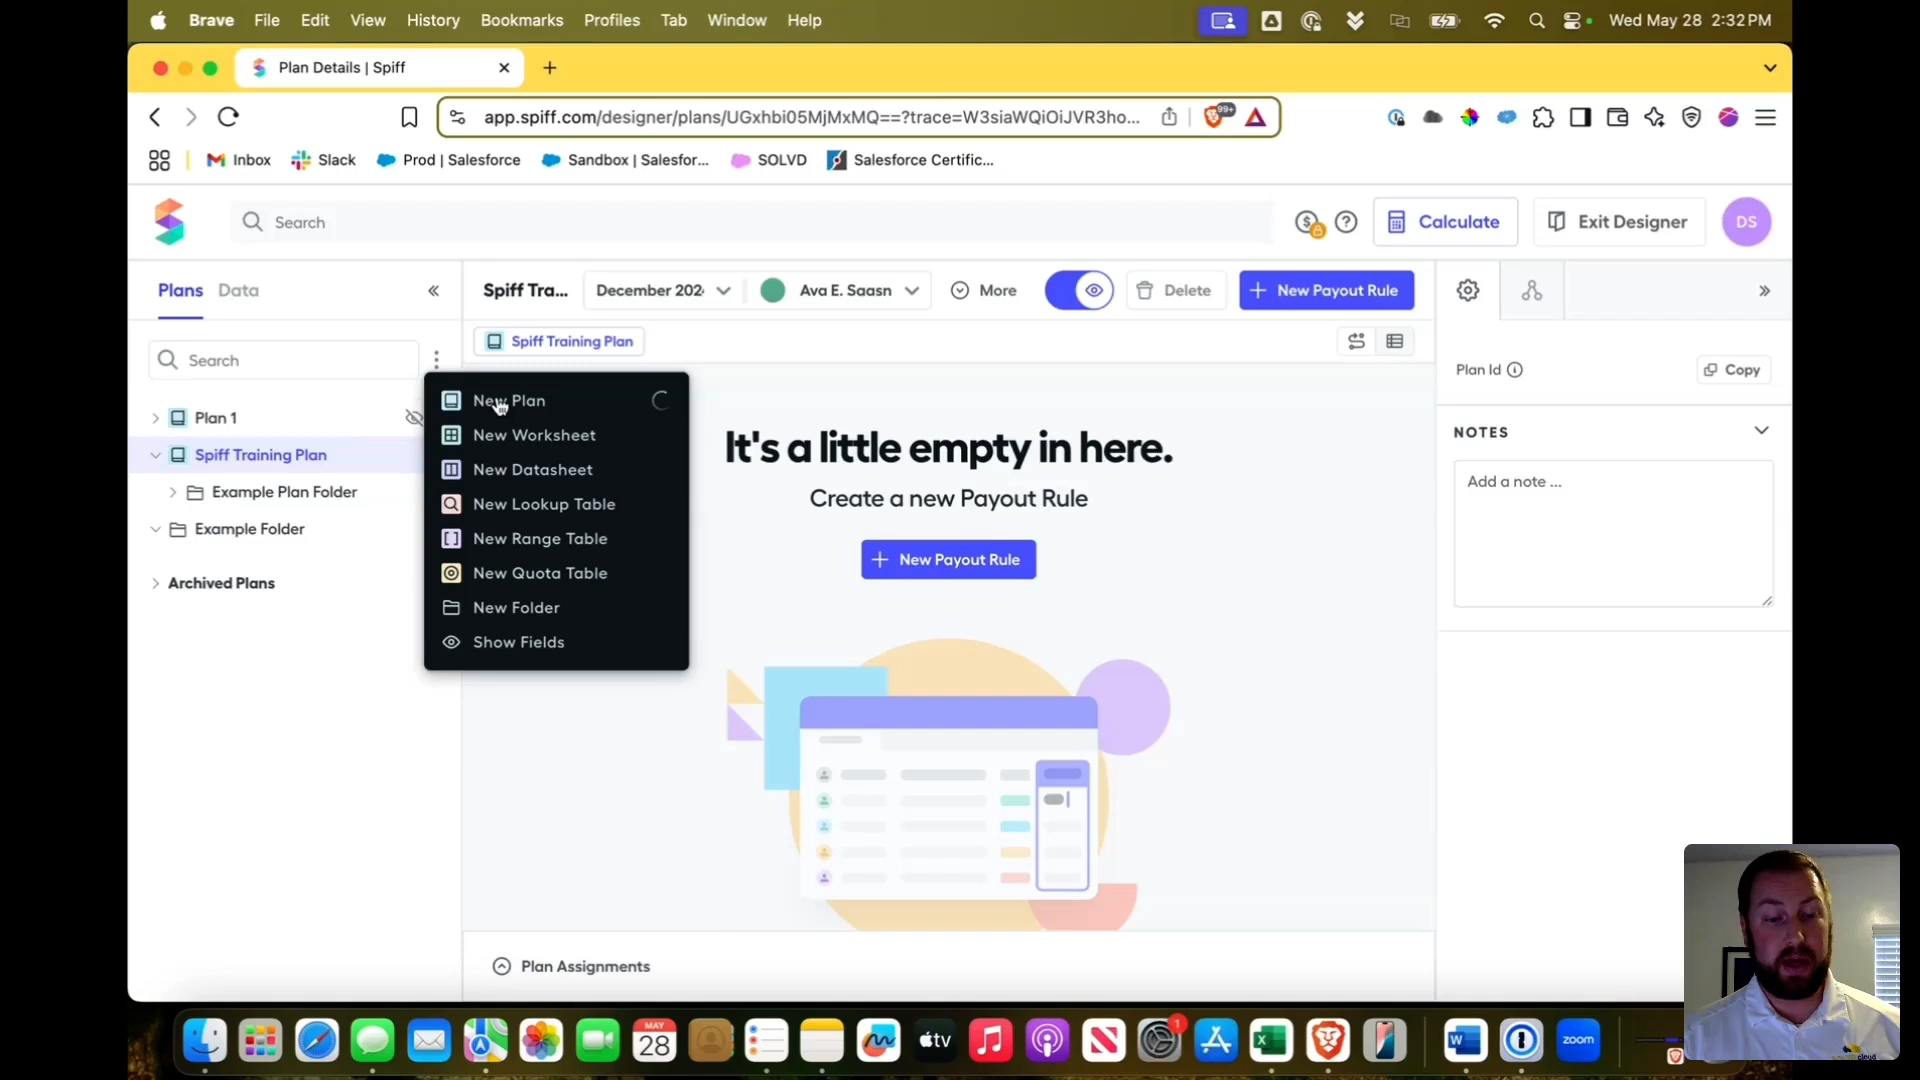 Brave File Edit View History Bookmarks Profiles Tab Window Help
Wed May 28 2:32 PM
Plan Details | Spiff
app.spiff.com/designer/plans/UGxhbi05MjMxMQ==?trace=W3siaWQiOiJVR3ho...
99+
Inbox Slack Prod | Salesforce Sandbox | Salesfor... SOLVD Salesforce Certific...
Search
Calculate
Exit Designer
DS
Plans Data
Spiff Tra...
December 202
Ava E. Saasn
More
Delete
New Payout Rule
Search
Spiff Training Plan
Plan Id
Copy
New Plan
New Worksheet
New Datasheet
New Lookup Table
New Range Table
New Quota Table
New Folder
Show Fields
Plan 1
Spiff Training Plan
Example Plan Folder
Example Folder
Archived Plans
It's a little empty in here.
Create a new Payout Rule
New Payout Rule
NOTES
Add a note ...
Plan Assignments
MAY
28
tv
1
zoom